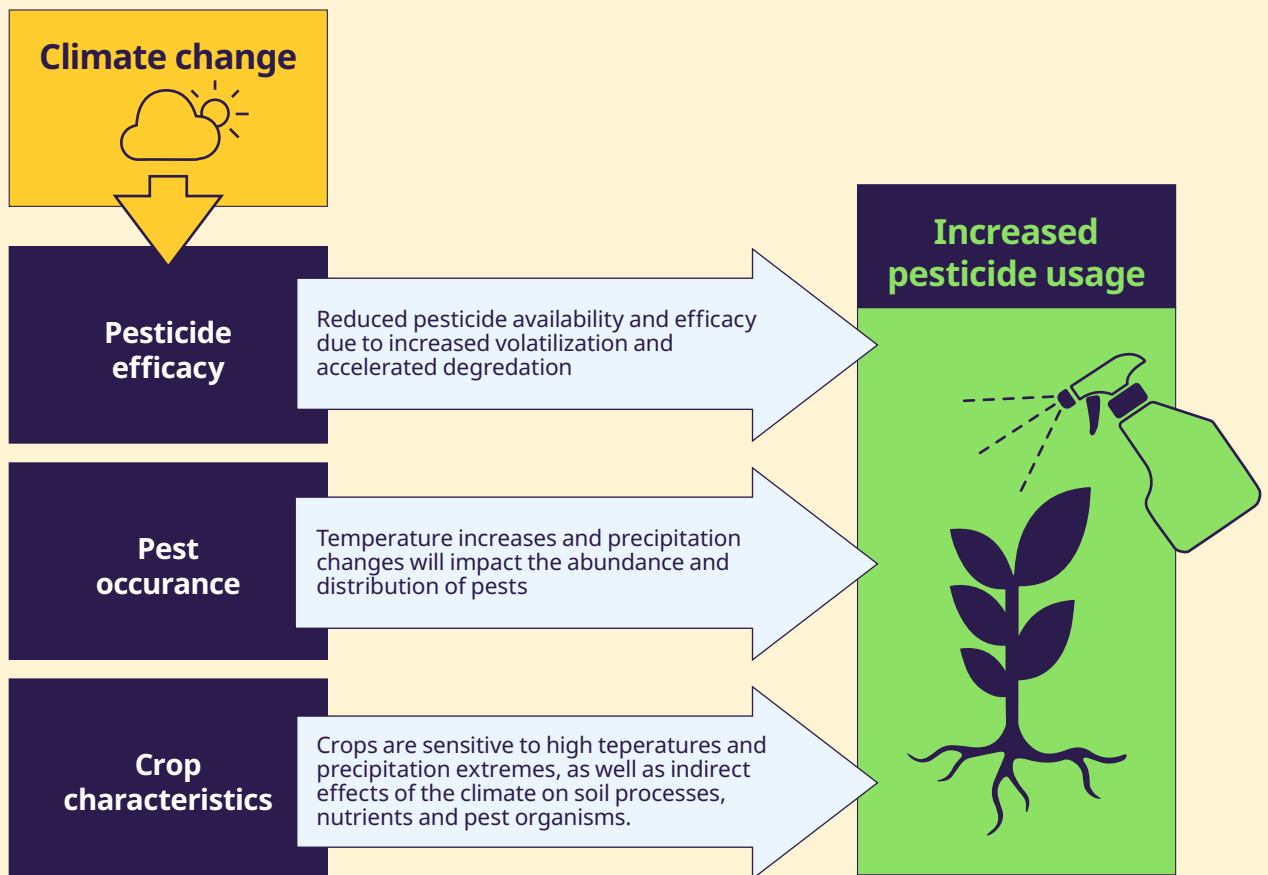 Climate change
Increased
pesticide usage
Pesticide
efficacy
Reduced pesticide availability and efficacy
due to increased volatilization and
accelerated degredation
Pest
occurance
Temperature increases and precipitation
changes will impact the abundance and
distribution of pests
Crop
characteristics
Crops are sensitive to high teperatures and
precipitation extremes, as well as indirect
effects of the climate on soil processes,
nutrients and pest organisms.